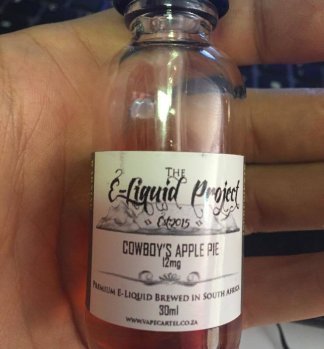 The
E-Liquid Project
Est 2015
COWBOY'S APPLE PIE
12mg
PREMIUM E-LIQUID BREWED IN SOUTH AFRICA
30ml
WWW.VAPECARTEL.CO.ZA